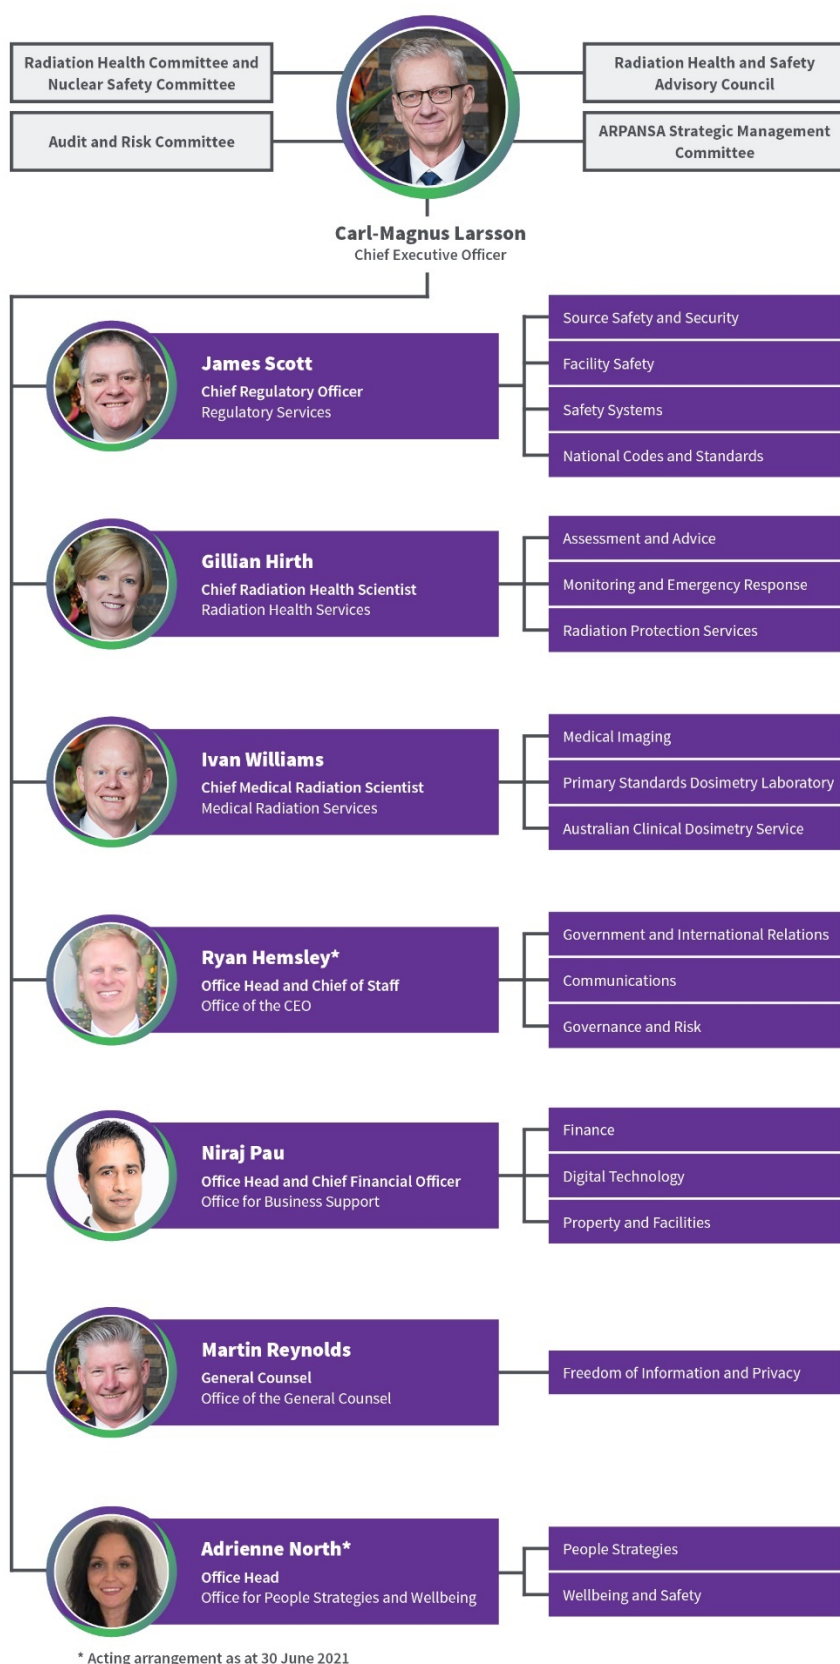 Radiation Health Committee and
Nuclear Safety Committee
Radiation Health and Safety
Advisory Council
Audit and Risk Committee
ARPANSA Strategic Management
Committee
Carl-Magnus Larsson
Chief Executive Officer
James Scott
Chief Regulatory Officer
Regulatory Services
Source Safety and Security
Facility Safety
Safety Systems
National Codes and Standards
Gillian Hirth
Chief Radiation Health Scientist
Radiation Health Services
Assessment and Advice
Monitoring and Emergency Response
Radiation Protection Services
Ivan Williams
Chief Medical Radiation Scientist
Medical Radiation Services
Medical Imaging
Primary Standards Dosimetry Laboratory
Australian Clinical Dosimetry Service
Ryan Hemsley*
Office Head and Chief of Staff
Office of the CEO
Government and International Relations
Communications
Governance and Risk
Niraj Pau
Office Head and Chief Financial Officer
Office for Business Support
Finance
Digital Technology
Property and Facilities
Martin Reynolds
General Counsel
Office of the General Counsel
Freedom of Information and Privacy
Adrienne North*
Office Head
Office for People Strategies and Wellbeing
People Strategies
Wellbeing and Safety
* Acting arrangement as at 30 June 2021